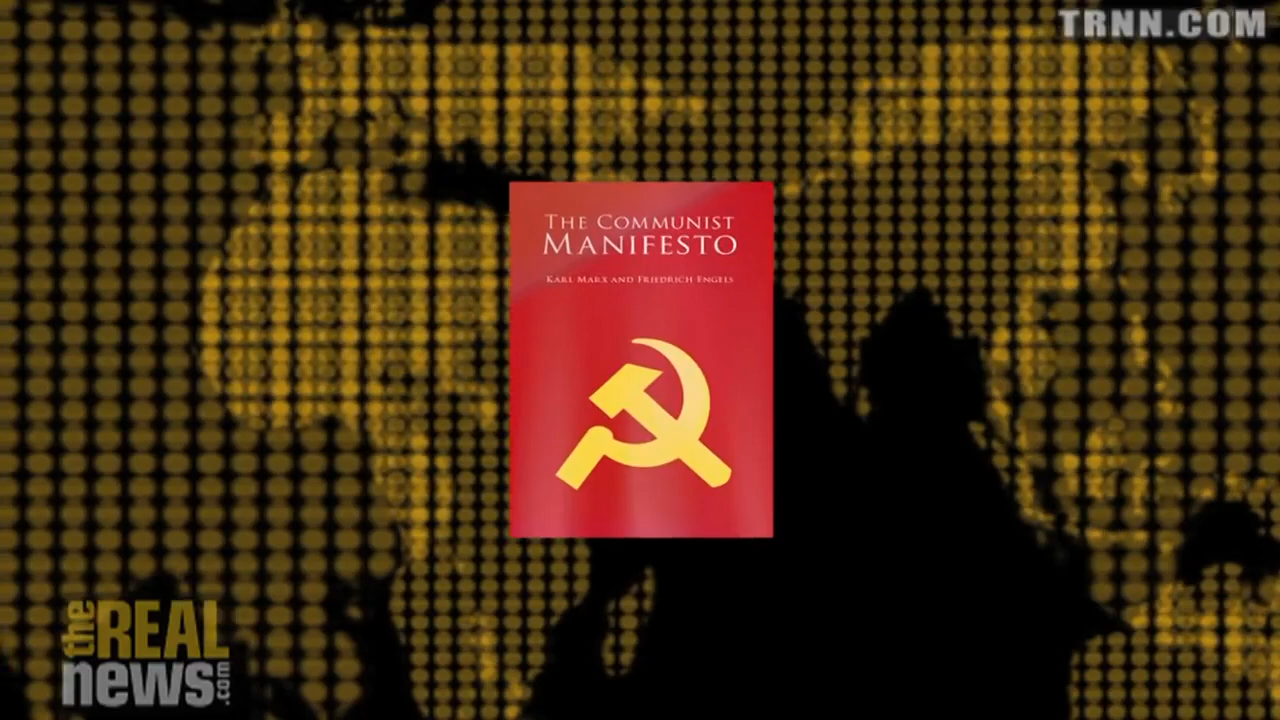 TRNN.COM
THE COMMUNIST
MANIFESTO
KARL MARX AND FRIEDRICH ENGELS
the REAL
news.com